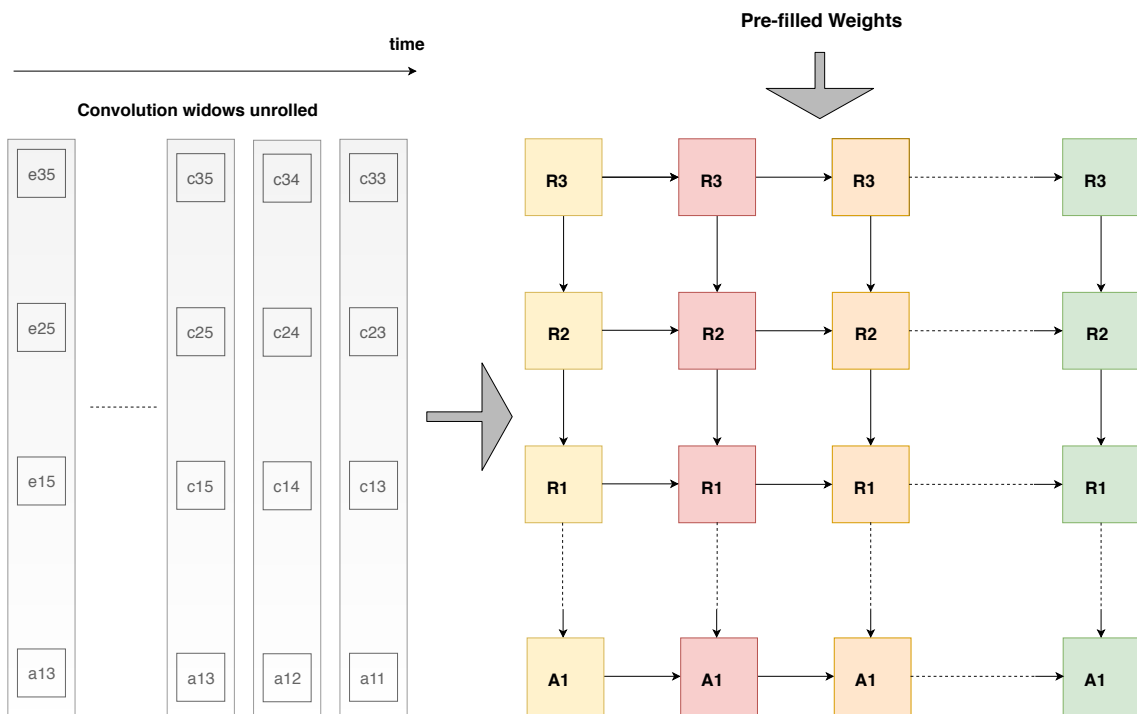 Pre-filled Weights
time
Convolution widows unrolled
e35 c35 c34 c33 R3 R3 R3 R3
e25 c25 c24 c23 R2 R2 R2 R2
e15 c15 c14 c13 R1 R1 R1 R1
a13 a13 a12 a11 A1 A1 A1 A1